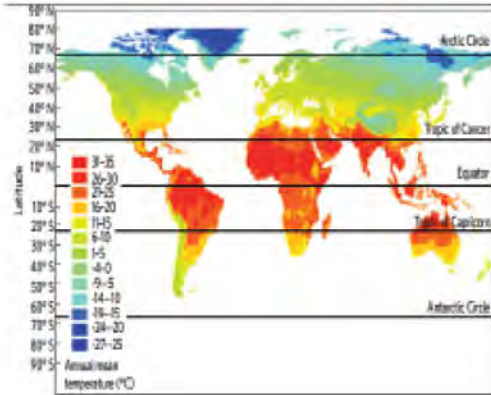 90° N
80° N
70° N
60° N
50° N
40° N
30° N
20° N
10° N
10° S
20° S
30° S
40° S
50° S
60° S
70° S
80° S
90° S
Latitude
Arctic Circle
Tropic of Cancer
Equator
Tropic of Capricorn
Antarctic Circle
31–35
26–30
21–25
16–20
11–15
6–10
1–5
-4–0
-9–-5
-14–-10
-19–-15
-24–-20
-27–-25
Annual mean
temperature (°C)